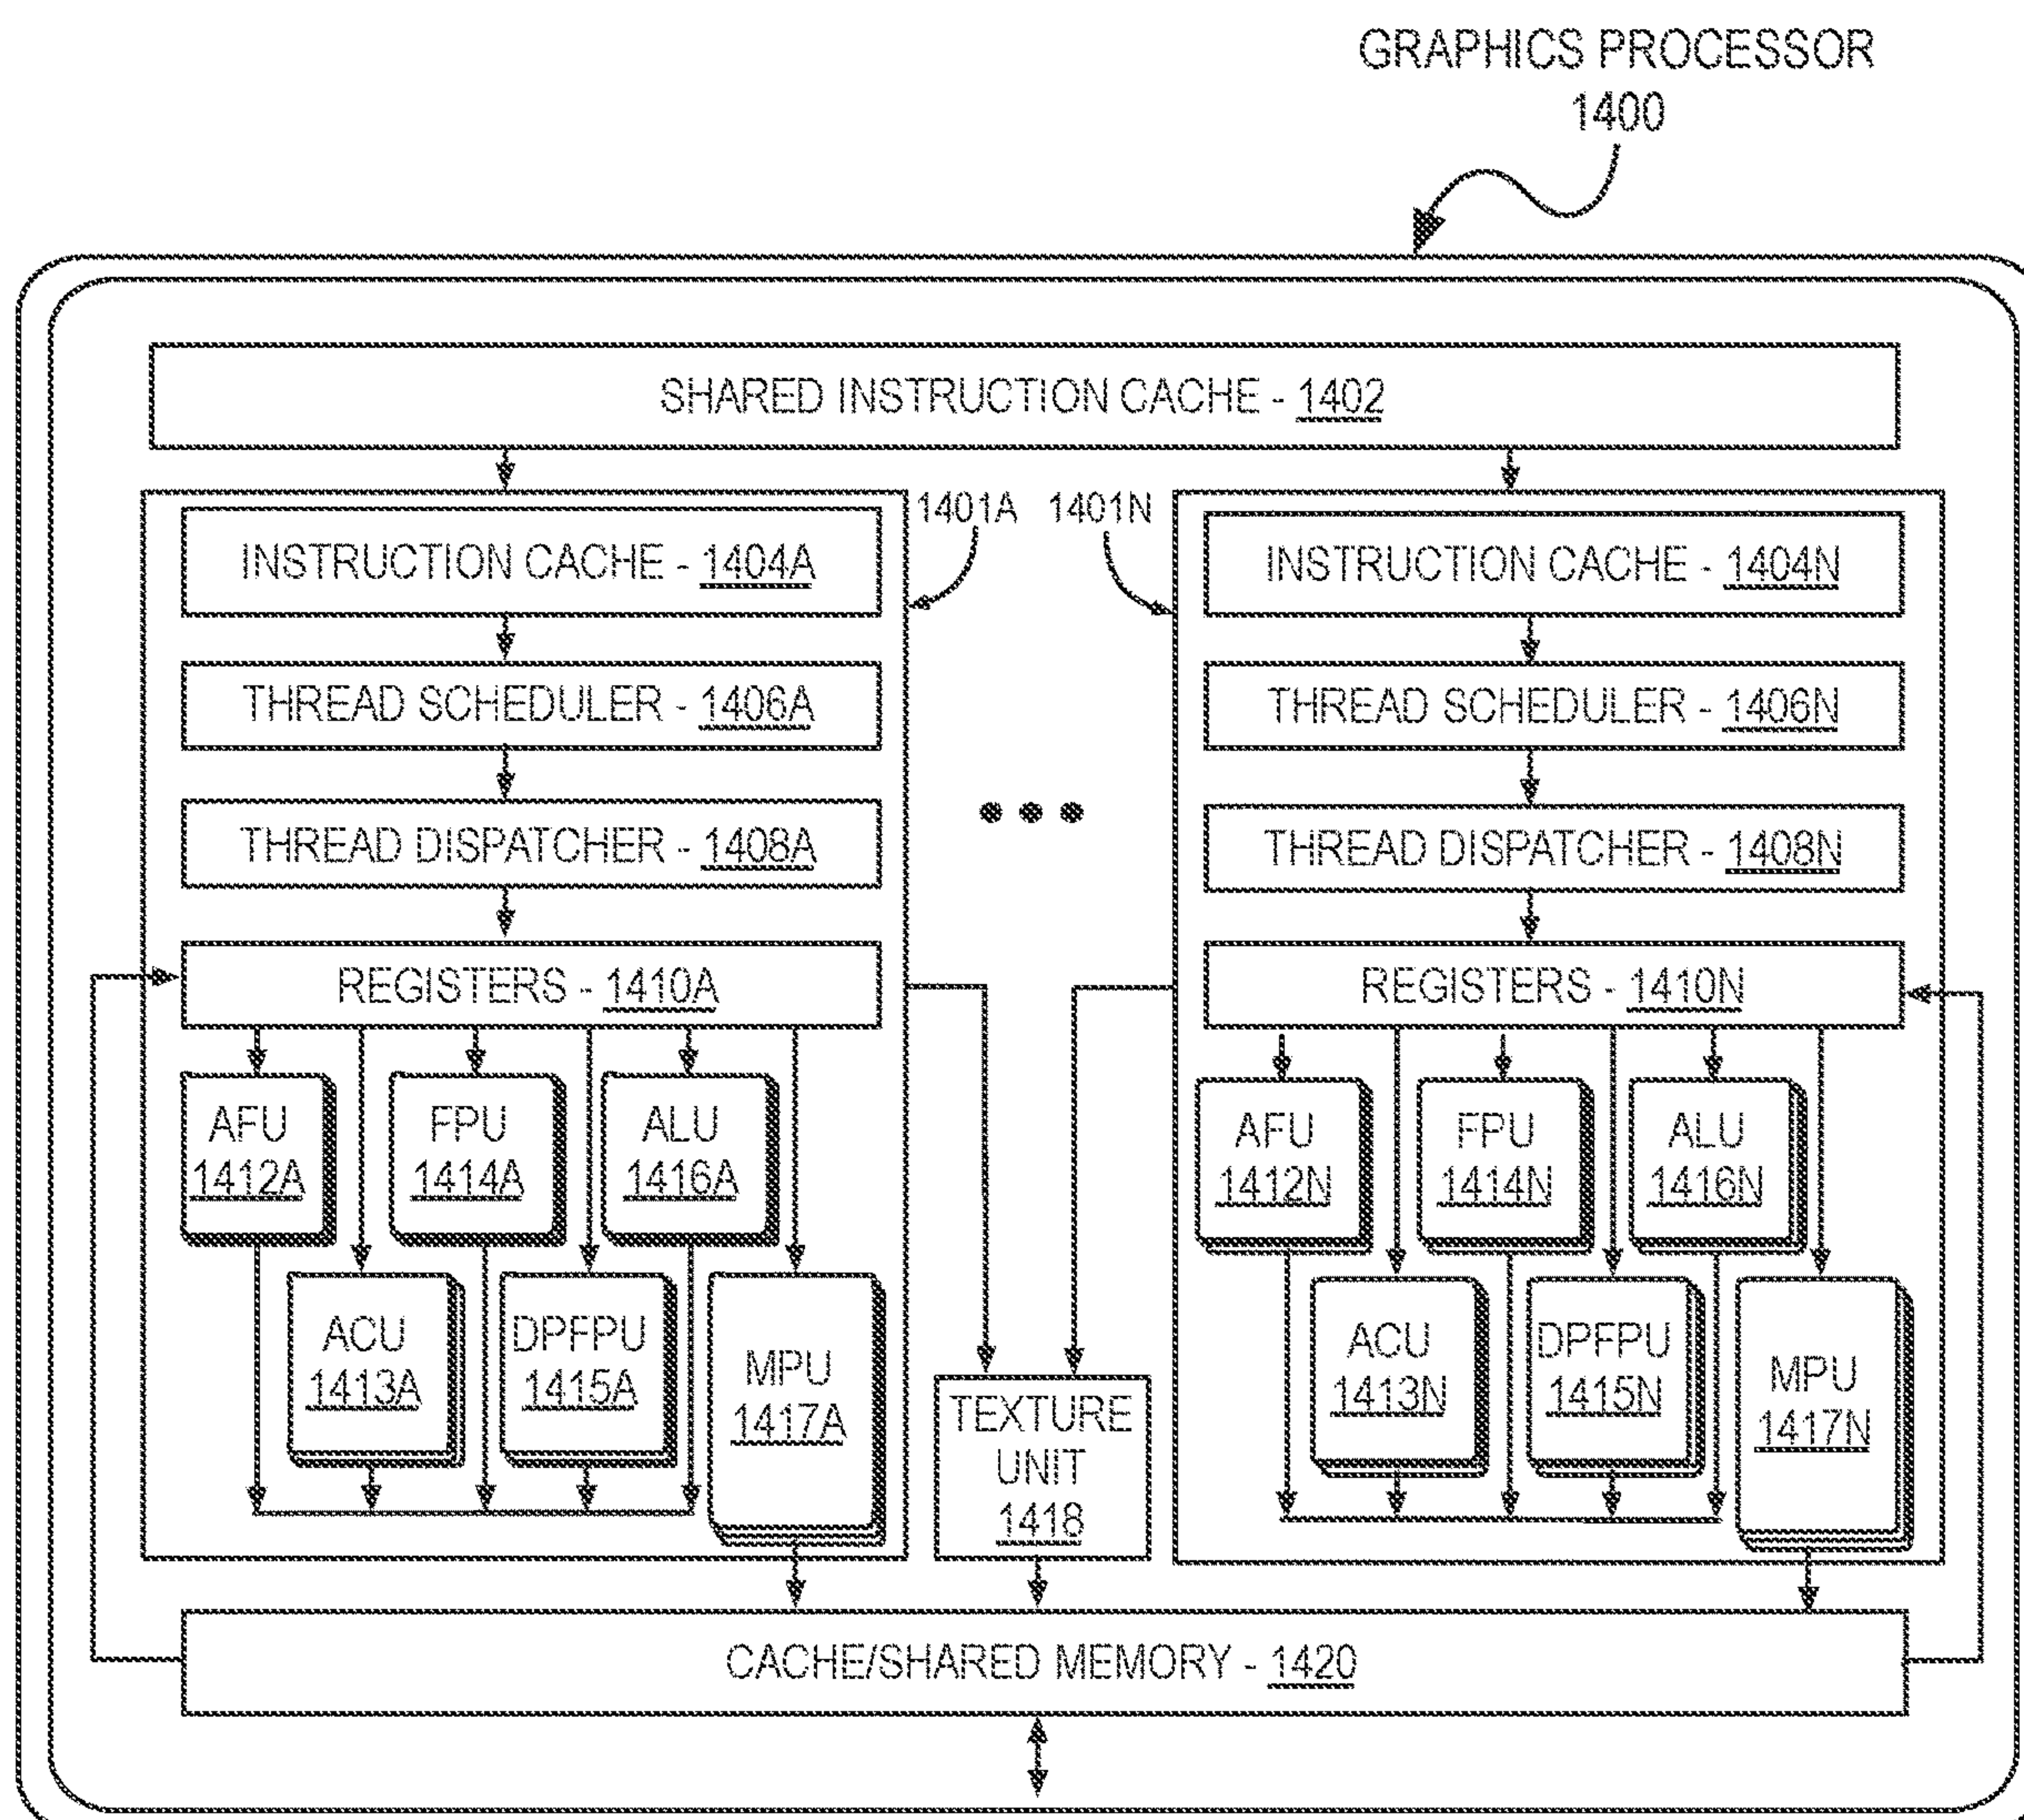 GRAPHICS PROCESSOR
1400
SHARED INSTRUCTION CACHE - 1402
1401A
1401N
INSTRUCTION CACHE - 1404A
THREAD SCHEDULER - 1406A
THREAD DISPATCHER - 1408A
REGISTERS - 1410A
AFU
1412A
FPU
1414A
ALU
1416A
ACU
1413A
DPFPU
1415A
MPU
1417A
TEXTURE
UNIT
1418
INSTRUCTION CACHE - 1404N
THREAD SCHEDULER - 1406N
THREAD DISPATCHER - 1408N
REGISTERS - 1410N
AFU
1412N
FPU
1414N
ALU
1416N
ACU
1413N
DPFPU
1415N
MPU
1417N
CACHE/SHARED MEMORY - 1420